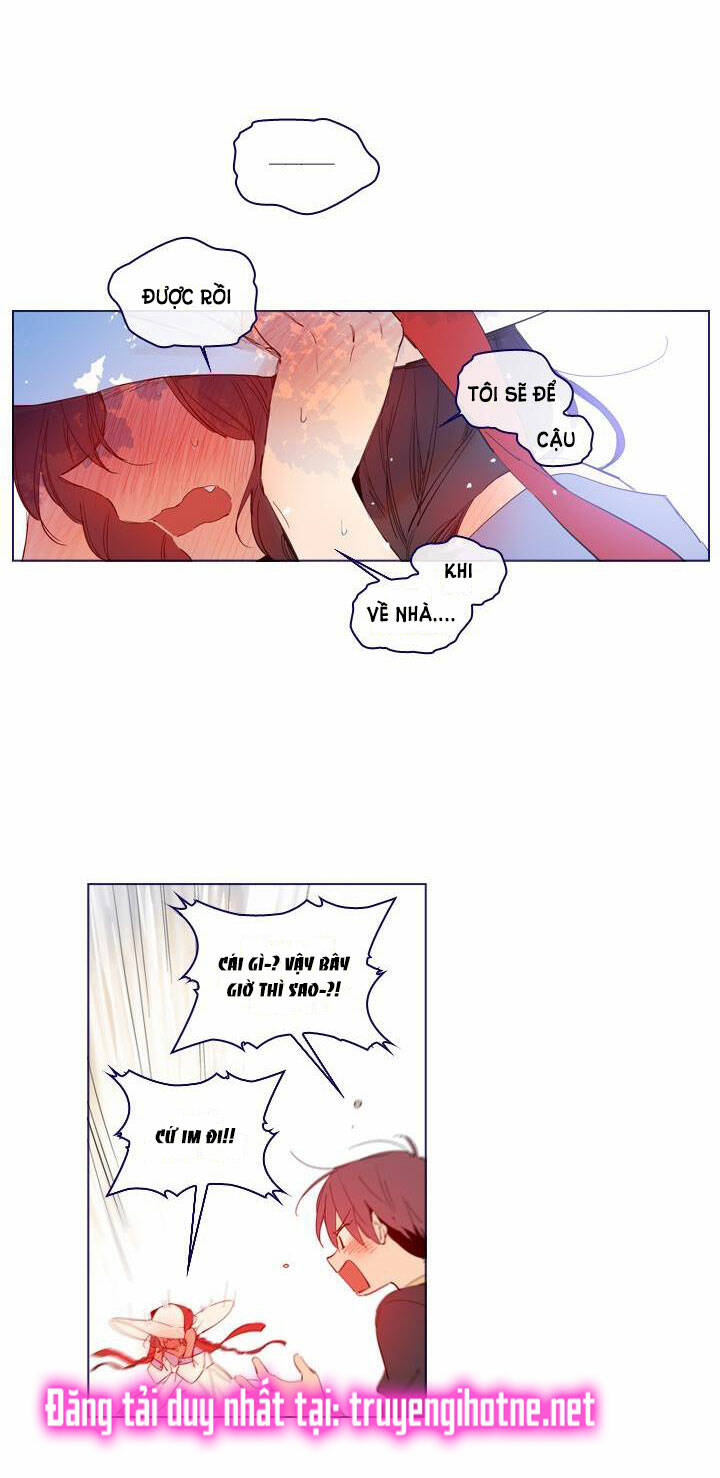 ĐƯỢC RỒI
TÔI SẼ ĐỂ
CẬU
KHI
VỀ NHÀ....
CÁI GÌ-? VẬY BÂY
GIỜ THÌ SAO-?!
CỨ IM ĐI!!
Đăng tải duy nhất tại: truyengihotne.net